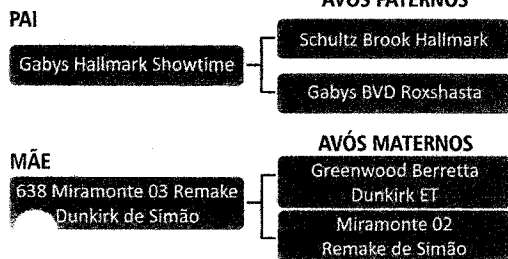 AVÓS PATERNOS
PAI
Schultz Brook Hallmark
Gabys Hallmark Showtime
Gabys BVD Roxshasta
AVÓS MATERNOS
MÃE
Greenwood Berretta
Dunkirk ET
638 Miramonte 03 Remake
Dunkirk de Simão
Miramonte 02
Remake de Simão